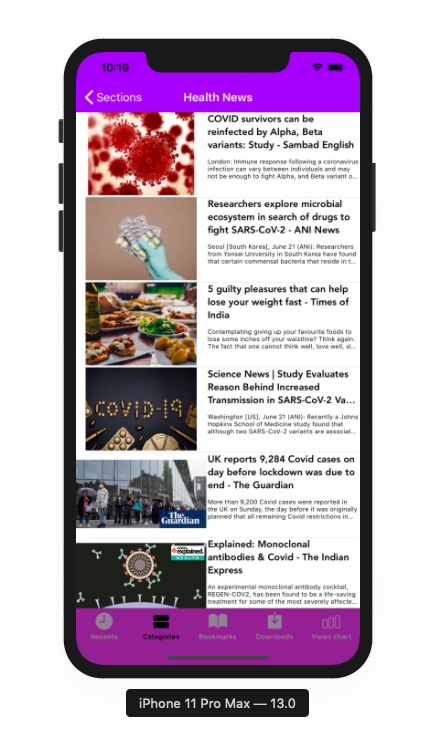 10:19
Sections
Health News
COVID survivors can be
reinfected by Alpha, Beta
variants: Study - Sambad English
London: Immune response following a coronavirus
infection can vary between individuals and may
not be enough to fight Alpha, and Beta variant o...
Researchers explore microbial
ecosystem in search of drugs to
fight SARS-CoV-2 - ANI News
Seoul [South Korea], June 21 (ANI): Researchers
from Yonsei University in South Korea have found
that certain commensal bacteria that reside in t...
5 guilty pleasures that can help
lose your weight fast - Times of
India
Contemplating giving up your favourite foods to
lose some inches off your waistline? Think again.
The fact that one cannot think well, love well, sl...
COVID-19
Science News | Study Evaluates
Reason Behind Increased
Transmission in SARS-CoV-2 Va...
Washington [US], June 21 (ANI): Recently a Johns
Hopkins School of Medicine study found that
although two SARS-CoV-2 variants are associat...
The
Guardian
UK reports 9,284 Covid cases on
day before lockdown was due to
end - The Guardian
More than 9,200 Covid cases were reported in
the UK on Sunday, the day before it was originally
planned that all remaining Covid restrictions in...
explained.
HEALTH
Explained: Monoclonal
antibodies & Covid - The Indian
Express
An experimental monoclonal antibody cocktail,
REGEN-COV2, has been found to be a life-saving
treatment for some of the most severely affecte...
Recents
Categories
Bookmarks
Downloads
Views chart
iPhone 11 Pro Max — 13.0